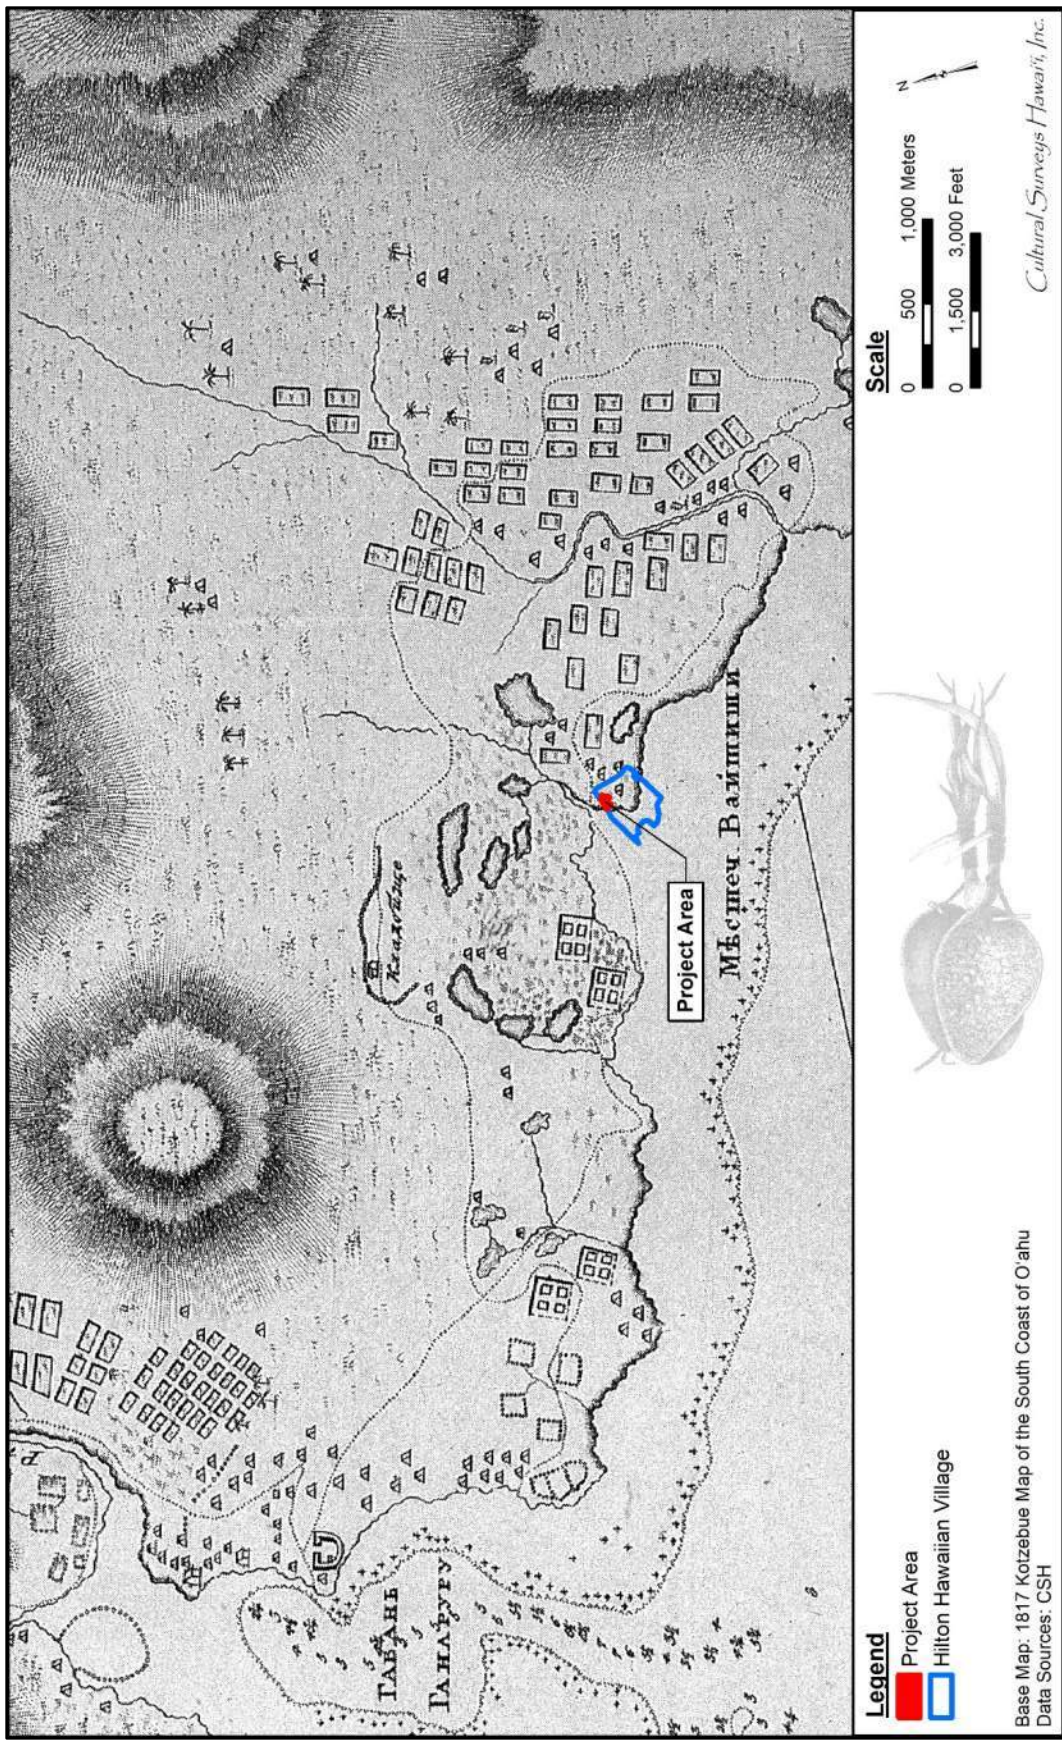 Гавань
Ганаруру
Кхаловаице
Мѣстеч Вайтити
Project Area
Legend
Project Area
Hilton Hawaiian Village
Base Map: 1817 Kotzebue Map of the South Coast of O'ahu
Data Sources: CSH
Scale
0 500 1,000 Meters
0 1,500 3,000 Feet
N
Cultural Surveys Hawai'i, Inc.